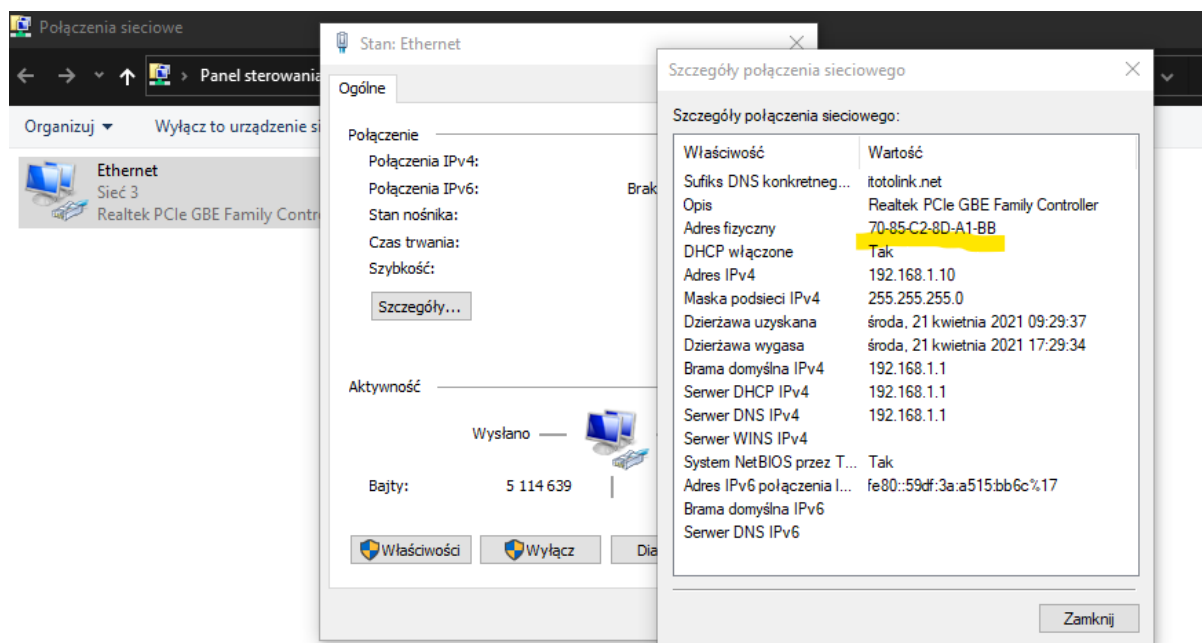 Połączenia sieciowe
Panel sterowania
Organizuj
Wyłącz to urządzenie si
Ethernet
Sieć 3
Realtek PCIe GBE Family Contr
Stan: Ethernet
Ogólne
Połączenie
Połączenia IPv4:
Połączenia IPv6: Brak
Stan nośnika:
Czas trwania:
Szybkość:
Szczegóły...
Aktywność
Wysłano
Bajty: 5 114 639
Właściwości
Wyłącz
Dia
Szczegóły połączenia sieciowego
Szczegóły połączenia sieciowego:
Właściwość Wartość
Sufiks DNS konkretneg... itotolink.net
Opis Realtek PCIe GBE Family Controller
Adres fizyczny 70-85-C2-8D-A1-BB
DHCP włączone Tak
Adres IPv4 192.168.1.10
Maska podsieci IPv4 255.255.255.0
Dzierżawa uzyskana środa, 21 kwietnia 2021 09:29:37
Dzierżawa wygasa środa, 21 kwietnia 2021 17:29:34
Brama domyślna IPv4 192.168.1.1
Serwer DHCP IPv4 192.168.1.1
Serwer DNS IPv4 192.168.1.1
Serwer WINS IPv4
System NetBIOS przez T... Tak
Adres IPv6 połączenia l... fe80::59df:3a:a515:bb6c%17
Brama domyślna IPv6
Serwer DNS IPv6
Zamknij